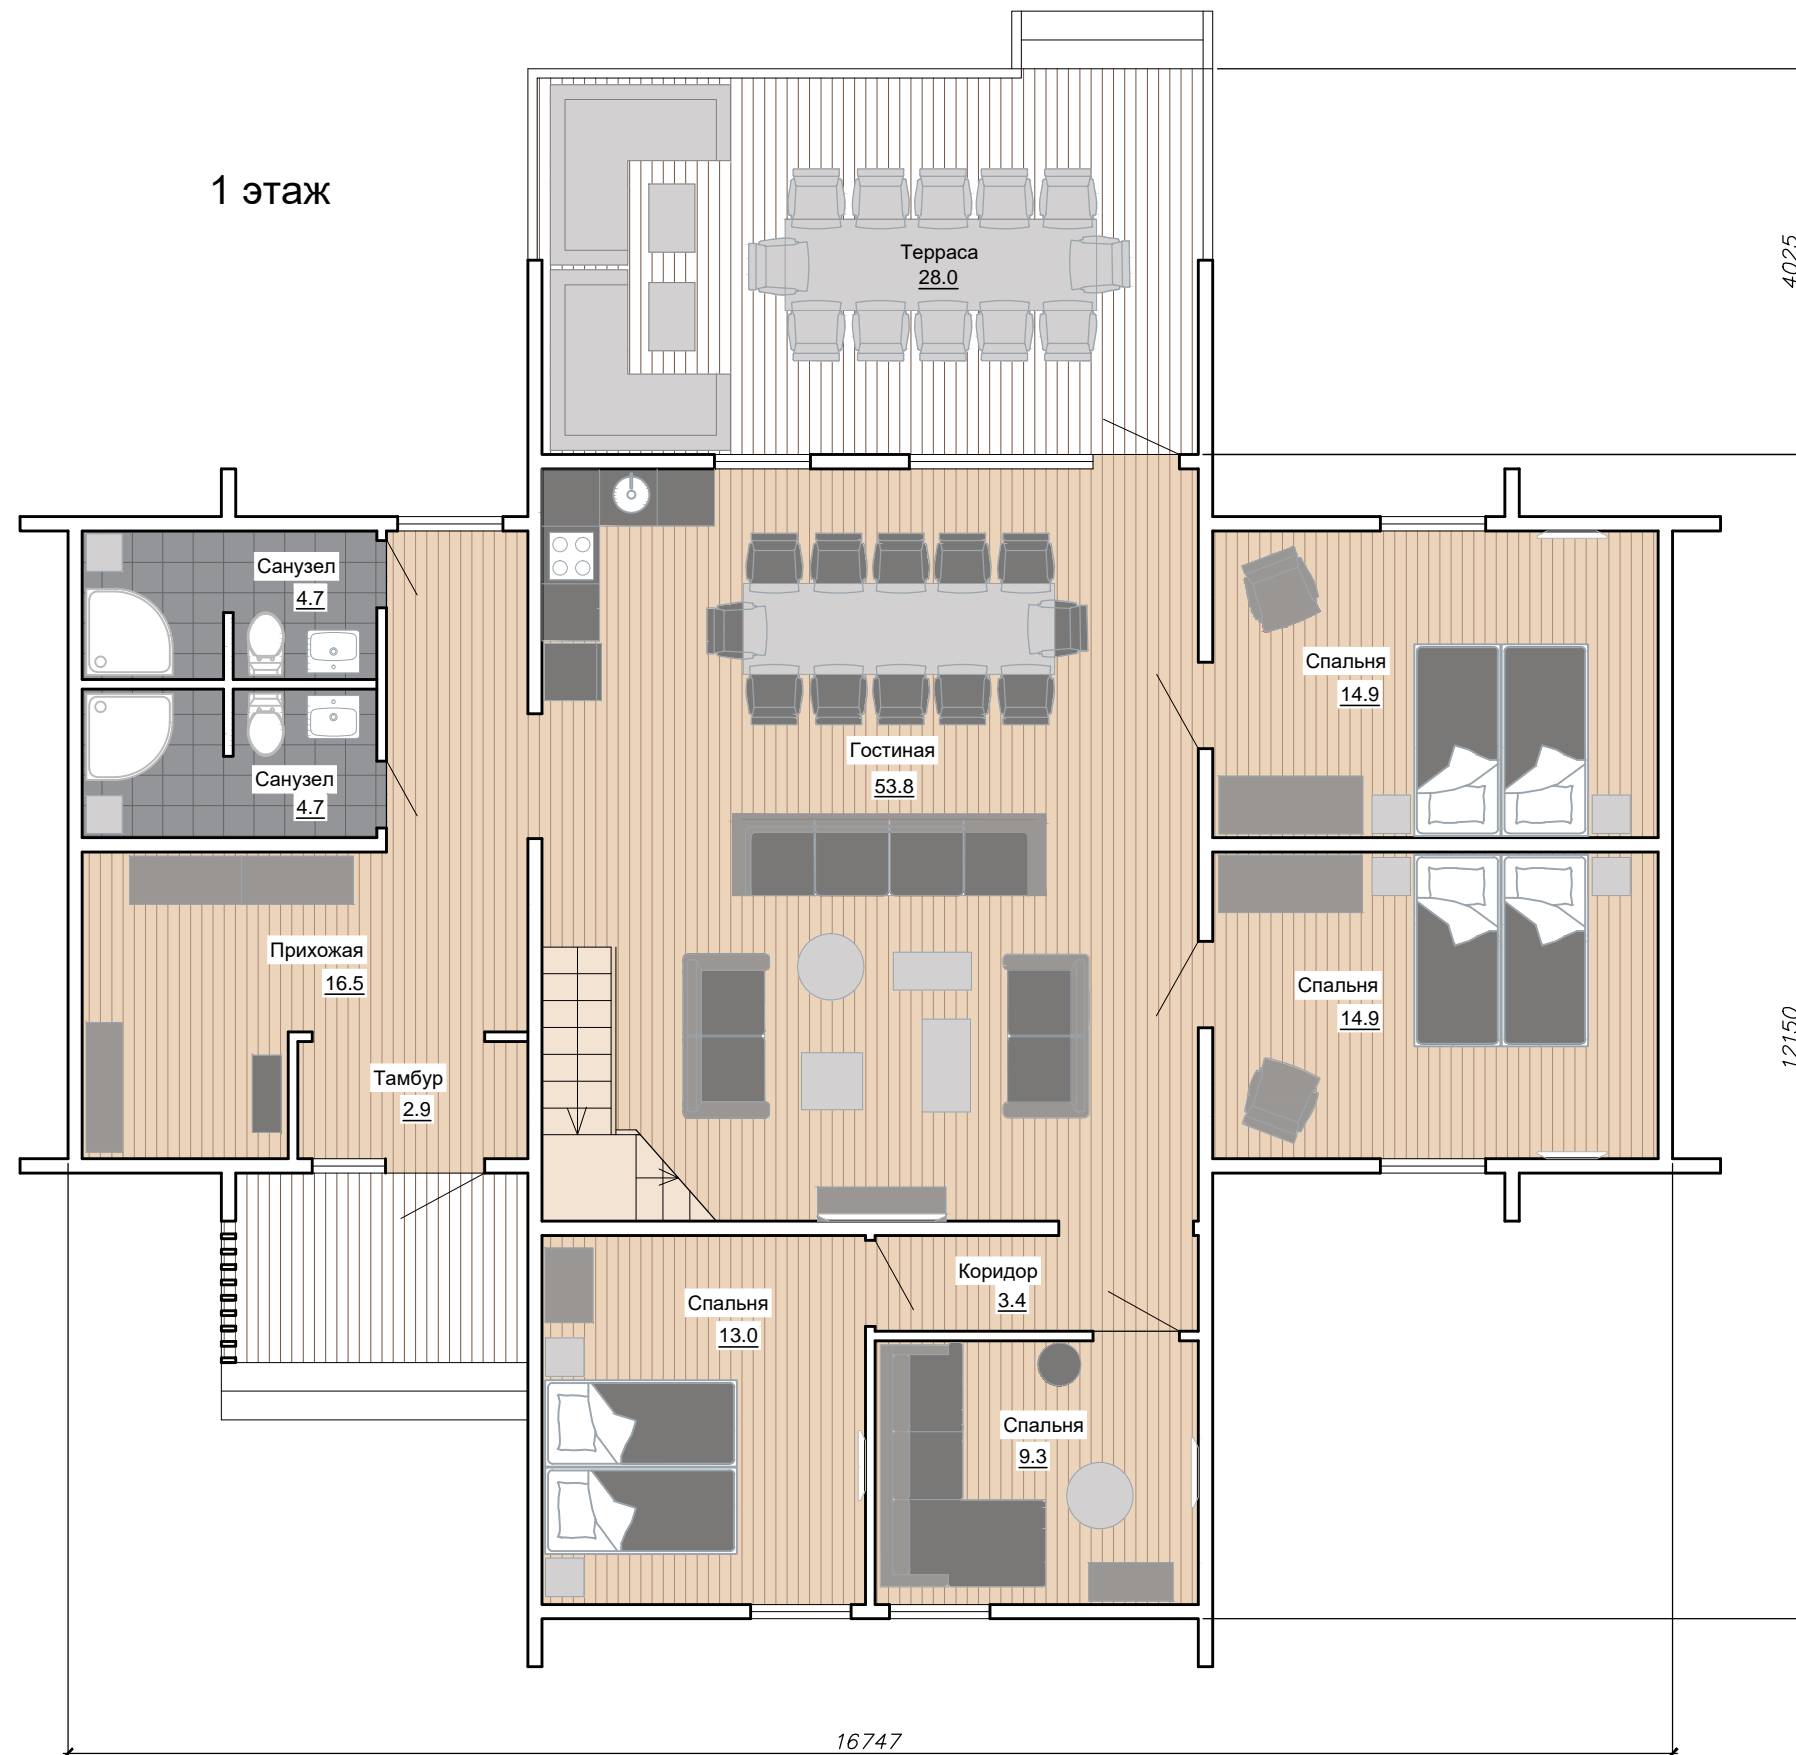 1 этаж
4025
Терраса
28.0
Санузел
4.7
Санузел
4.7
Гостиная
53.8
Спальня
14.9
Прихожая
16.5
Спальня
14.9
12150
Тамбур
2.9
Коридор
3.4
Спальня
13.0
Спальня
9.3
16747